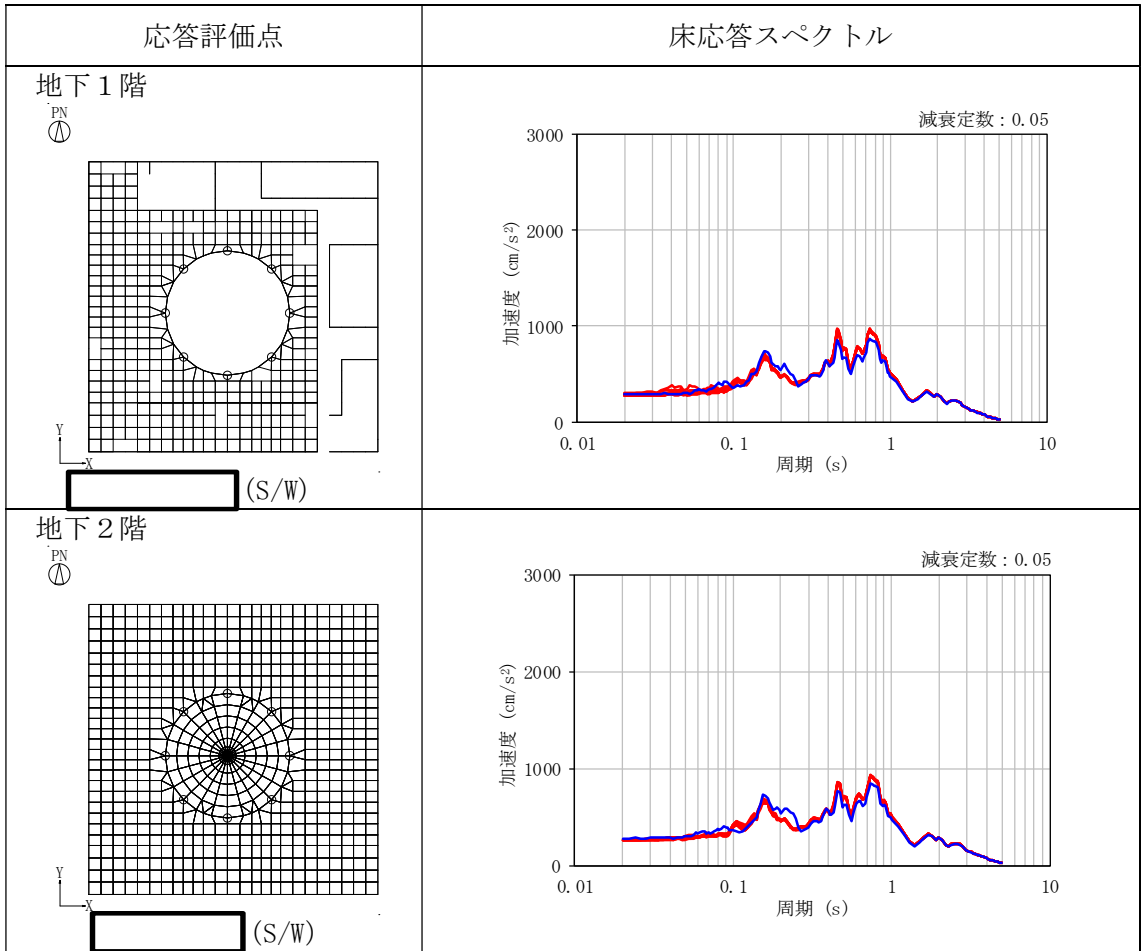 応答評価点
床応答スペクトル
地下１階
PN
Y
X
(S/W)
減衰定数：0.05
3000
2000
1000
0
加速度 (cm/s²)
0.01
0.1
1
10
周期 (s)
地下２階
PN
Y
X
(S/W)
減衰定数：0.05
3000
2000
1000
0
加速度 (cm/s²)
0.01
0.1
1
10
周期 (s)